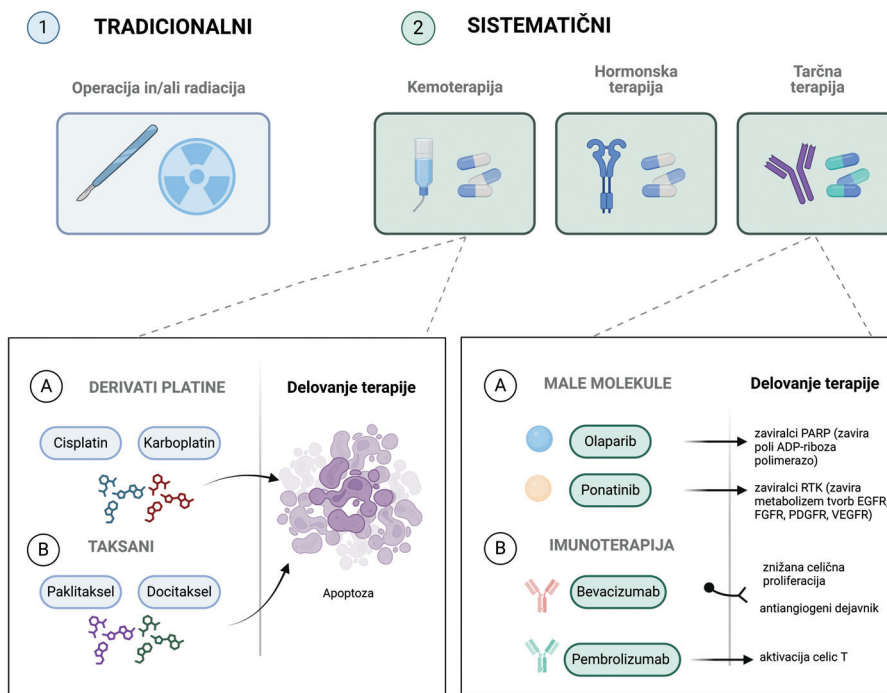 1 TRADICIONALNI
2 SISTEMATIČNI
Operacija in/ali radiacija
Kemoterapija
Hormonska
terapija
Tarčna
terapija
A DERIVATI PLATINE
Delovanje terapije
Cisplatin
Karboplatin
B TAKSANI
Paklitaksel
Docitaksel
Apoptoza
A MALE MOLEKULE
Delovanje terapije
Olaparib
zaviralci PARP (zavira
poli ADP-riboza
polimerazo)
Ponatinib
zaviralci RTK (zavira
metabolizem tvorb EGFR,
FGFR, PDGFR, VEGFR)
B IMUNOTERAPIJA
Bevacizumab
znižana celična
proliferacija
antiangiogeni dejavnik
Pembrolizumab
aktivacija celic T